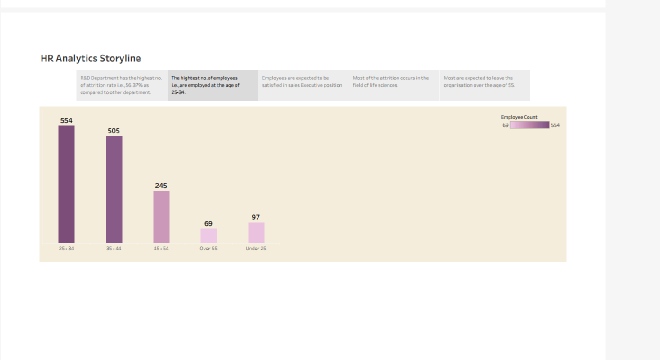 HR Analytics Storyline
R&D Department has the highest no.
of attrition rate i.e, 56.37% as
compared to other department.
The highest no. of employees
i.e, are employed at the age of
25-34.
Employees are expected to be
satisfied in sales Executive position
Most of the attrition occurs in the
field of life sciences.
Most are expected to leave the
organisation over the age of 55.
Employee Count
554
554
505
245
69
97
25 - 34
35 - 44
Over 55
Under 25